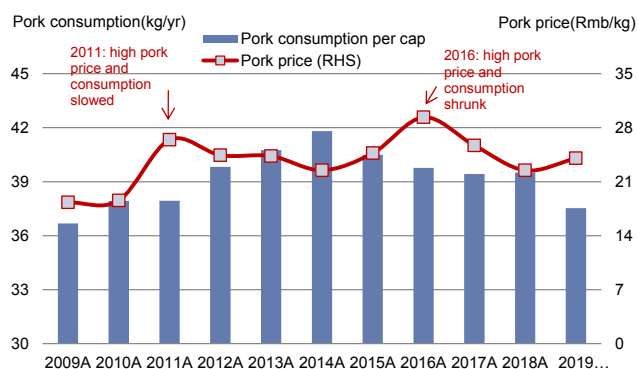 Pork consumption(kg/yr)
Pork price(Rmb/kg)
Pork consumption per cap
Pork price (RHS)
2011: high pork
price and
consumption
slowed
2016: high pork
price and
consumption
shrunk
45
42
39
36
33
30
35
28
21
14
7
0
2009A 2010A 2011A 2012A 2013A 2014A 2015A 2016A 2017A 2018A 2019…